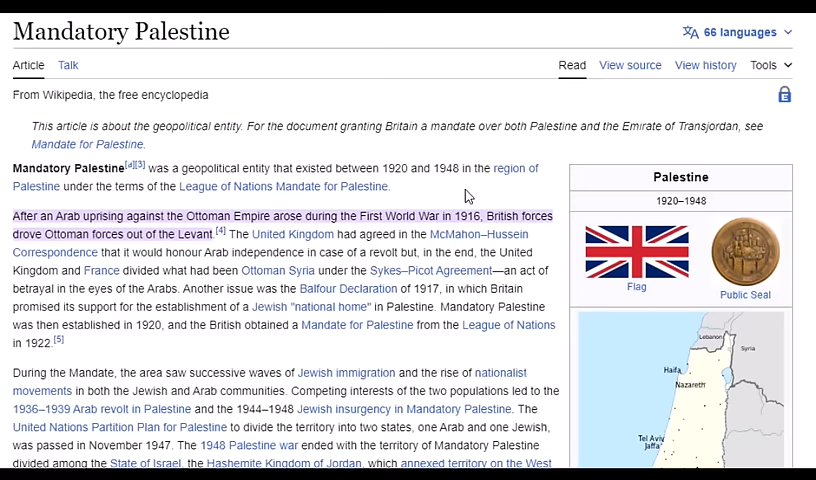 Mandatory Palestine
66 languages
Article Talk Read View source View history Tools
From Wikipedia, the free encyclopedia
This article is about the geopolitical entity. For the document granting Britain a mandate over both Palestine and the Emirate of Transjordan, see
Mandate for Palestine.
Mandatory Palestine[a][3] was a geopolitical entity that existed between 1920 and 1948 in the region of
Palestine under the terms of the League of Nations Mandate for Palestine.
After an Arab uprising against the Ottoman Empire arose during the First World War in 1916, British forces
drove Ottoman forces out of the Levant.[4] The United Kingdom had agreed in the McMahon–Hussein
Correspondence that it would honour Arab independence in case of a revolt but, in the end, the United
Kingdom and France divided what had been Ottoman Syria under the Sykes–Picot Agreement—an act of
betrayal in the eyes of the Arabs. Another issue was the Balfour Declaration of 1917, in which Britain
promised its support for the establishment of a Jewish "national home" in Palestine. Mandatory Palestine
was then established in 1920, and the British obtained a Mandate for Palestine from the League of Nations
in 1922.[5]
During the Mandate, the area saw successive waves of Jewish immigration and the rise of nationalist
movements in both the Jewish and Arab communities. Competing interests of the two populations led to the
1936–1939 Arab revolt in Palestine and the 1944–1948 Jewish insurgency in Mandatory Palestine. The
United Nations Partition Plan for Palestine to divide the territory into two states, one Arab and one Jewish,
was passed in November 1947. The 1948 Palestine war ended with the territory of Mandatory Palestine
divided among the State of Israel, the Hashemite Kingdom of Jordan, which annexed territory on the West
Palestine
1920–1948
Flag
Public Seal
Lebanon
Syria
Haifa
Nazareth
Tel Aviv
Jaffa